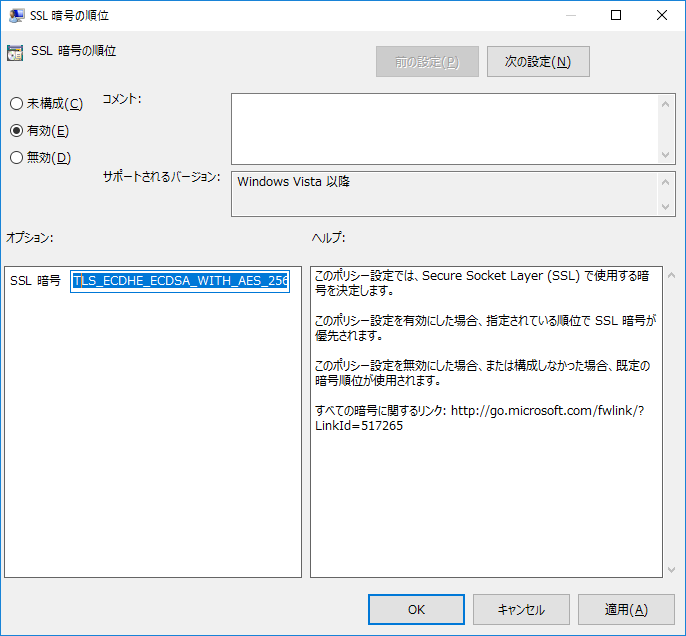 SSL 暗号の順位
SSL 暗号の順位
前の設定(P)
次の設定(N)
未構成(C)
有効(E)
無効(D)
コメント:
サポートされるバージョン:
Windows Vista 以降
オプション:
ヘルプ:
SSL 暗号
TLS_ECDHE_ECDSA_WITH_AES_256
このポリシー設定では、Secure Socket Layer (SSL) で使用する暗
号を決定します。
このポリシー設定を有効にした場合、指定されている順位で SSL 暗号が
優先されます。
このポリシー設定を無効にした場合、または構成しなかった場合、既定の
暗号順位が使用されます。
すべての暗号に関するリンク: http://go.microsoft.com/fwlink/?
LinkId=517265
OK
キャンセル
適用(A)